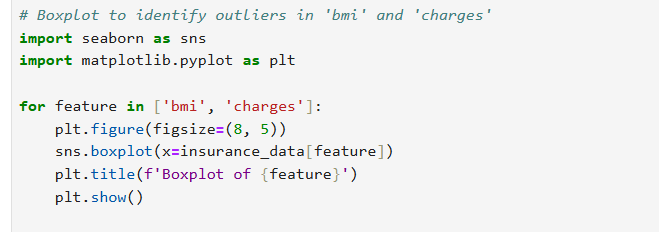 # Boxplot to identify outliers in 'bmi' and 'charges'
import seaborn as sns
import matplotlib.pyplot as plt
for feature in ['bmi', 'charges']:
    plt.figure(figsize=(8, 5))
    sns.boxplot(x=insurance_data[feature])
    plt.title(f'Boxplot of {feature}')
    plt.show()